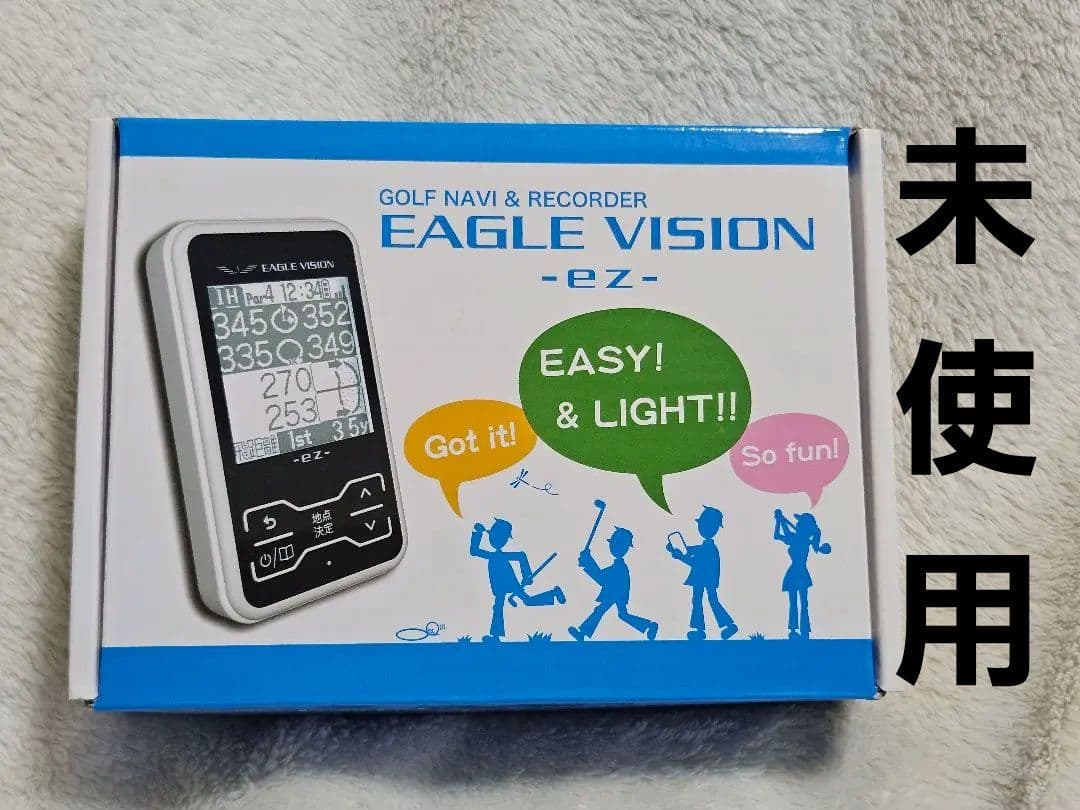 GOLF NAVI & RECORDER
EAGLE VISION
-ez-
EAGLE VISION
1H Par4 12:34
345 352
335 349
270
253
飛距離 1st 35y
-ez-
地点
決定
EASY!
& LIGHT!!
Got it!
So fun!
未
使
用